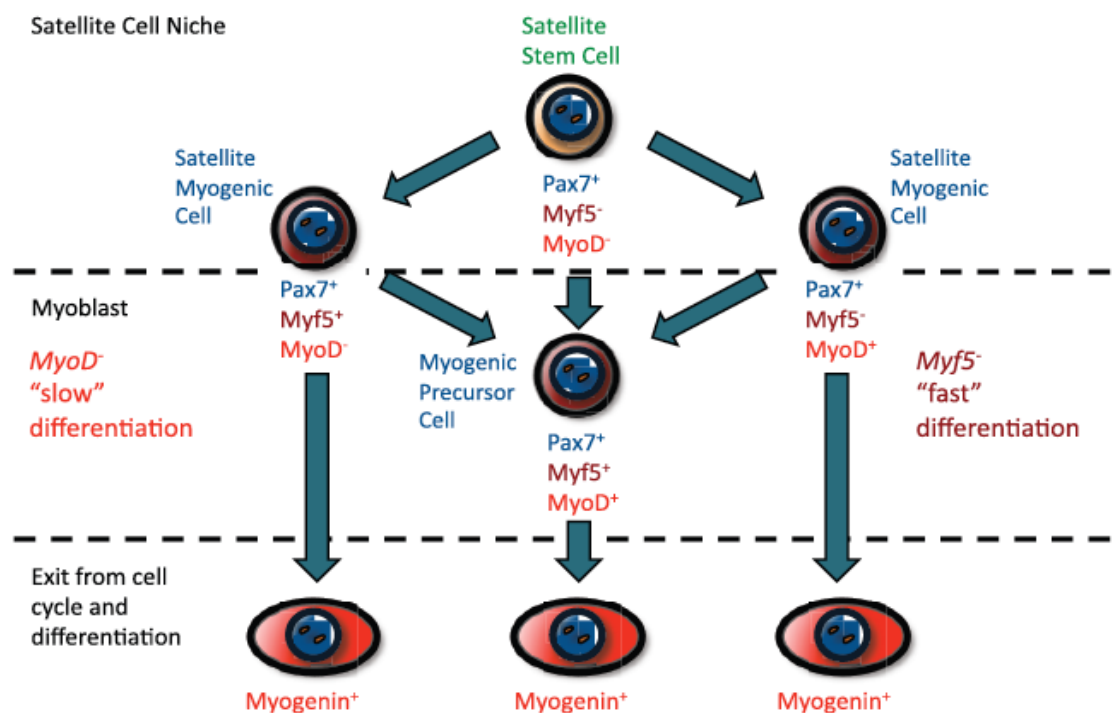 Satellite Cell Niche
Satellite
Stem Cell
Satellite
Myogenic
Cell
Pax7⁺
Myf5⁻
MyoD⁻
Satellite
Myogenic
Cell
Myoblast
MyoD⁻
"slow"
differentiation
Pax7⁺
Myf5⁺
MyoD⁻
Myogenic
Precursor
Cell
Pax7⁺
Myf5⁺
MyoD⁺
Pax7⁺
Myf5⁻
MyoD⁺
Myf5⁻
"fast"
differentiation
Exit from cell
cycle and
differentiation
Myogenin⁺
Myogenin⁺
Myogenin⁺